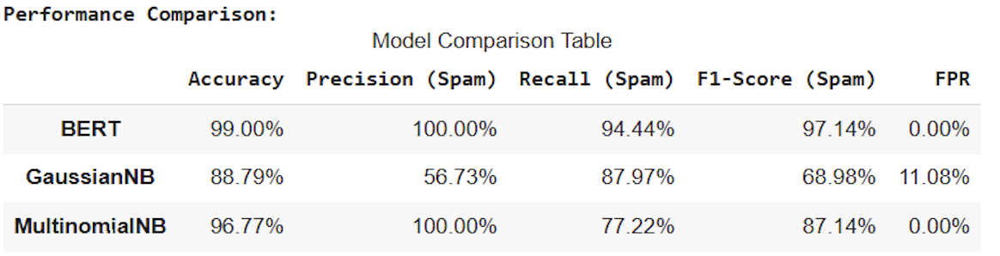 Performance Comparison:
Model Comparison Table
Accuracy Precision (Spam) Recall (Spam) F1-Score (Spam) FPR
BERT 99.00% 100.00% 94.44% 97.14% 0.00%
GaussianNB 88.79% 56.73% 87.97% 68.98% 11.08%
MultinomialNB 96.77% 100.00% 77.22% 87.14% 0.00%